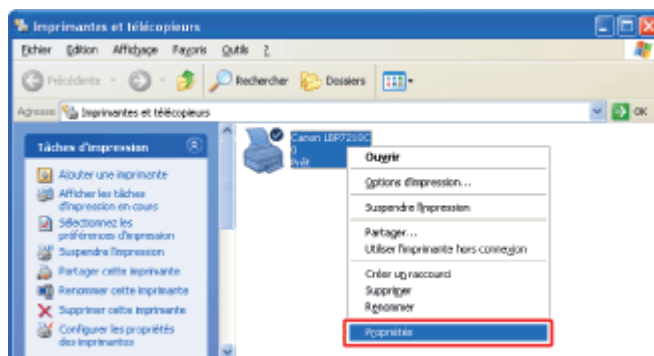 Imprimantes et télécopieurs
Fichier Edition Affichage Favoris Outils ?
Précédente Rechercher Dossiers
Adresse Imprimantes et télécopieurs OK
Tâches d'impression
Ajouter une imprimante
Afficher les tâches
d'impression en cours
Sélectionnez les
préférences d'impression
Suspendre l'impression
Partager cette imprimante
Renommer cette imprimante
Supprimer cette imprimante
Configurer les propriétés
des imprimantes
Canon LBP7210C
0
Prêt
Ouvrir
Options d'impression...
Suspendre l'impression
Partager...
Utiliser l'imprimante hors connexion
Créer un raccourci
Supprimer
Renommer
Propriétés